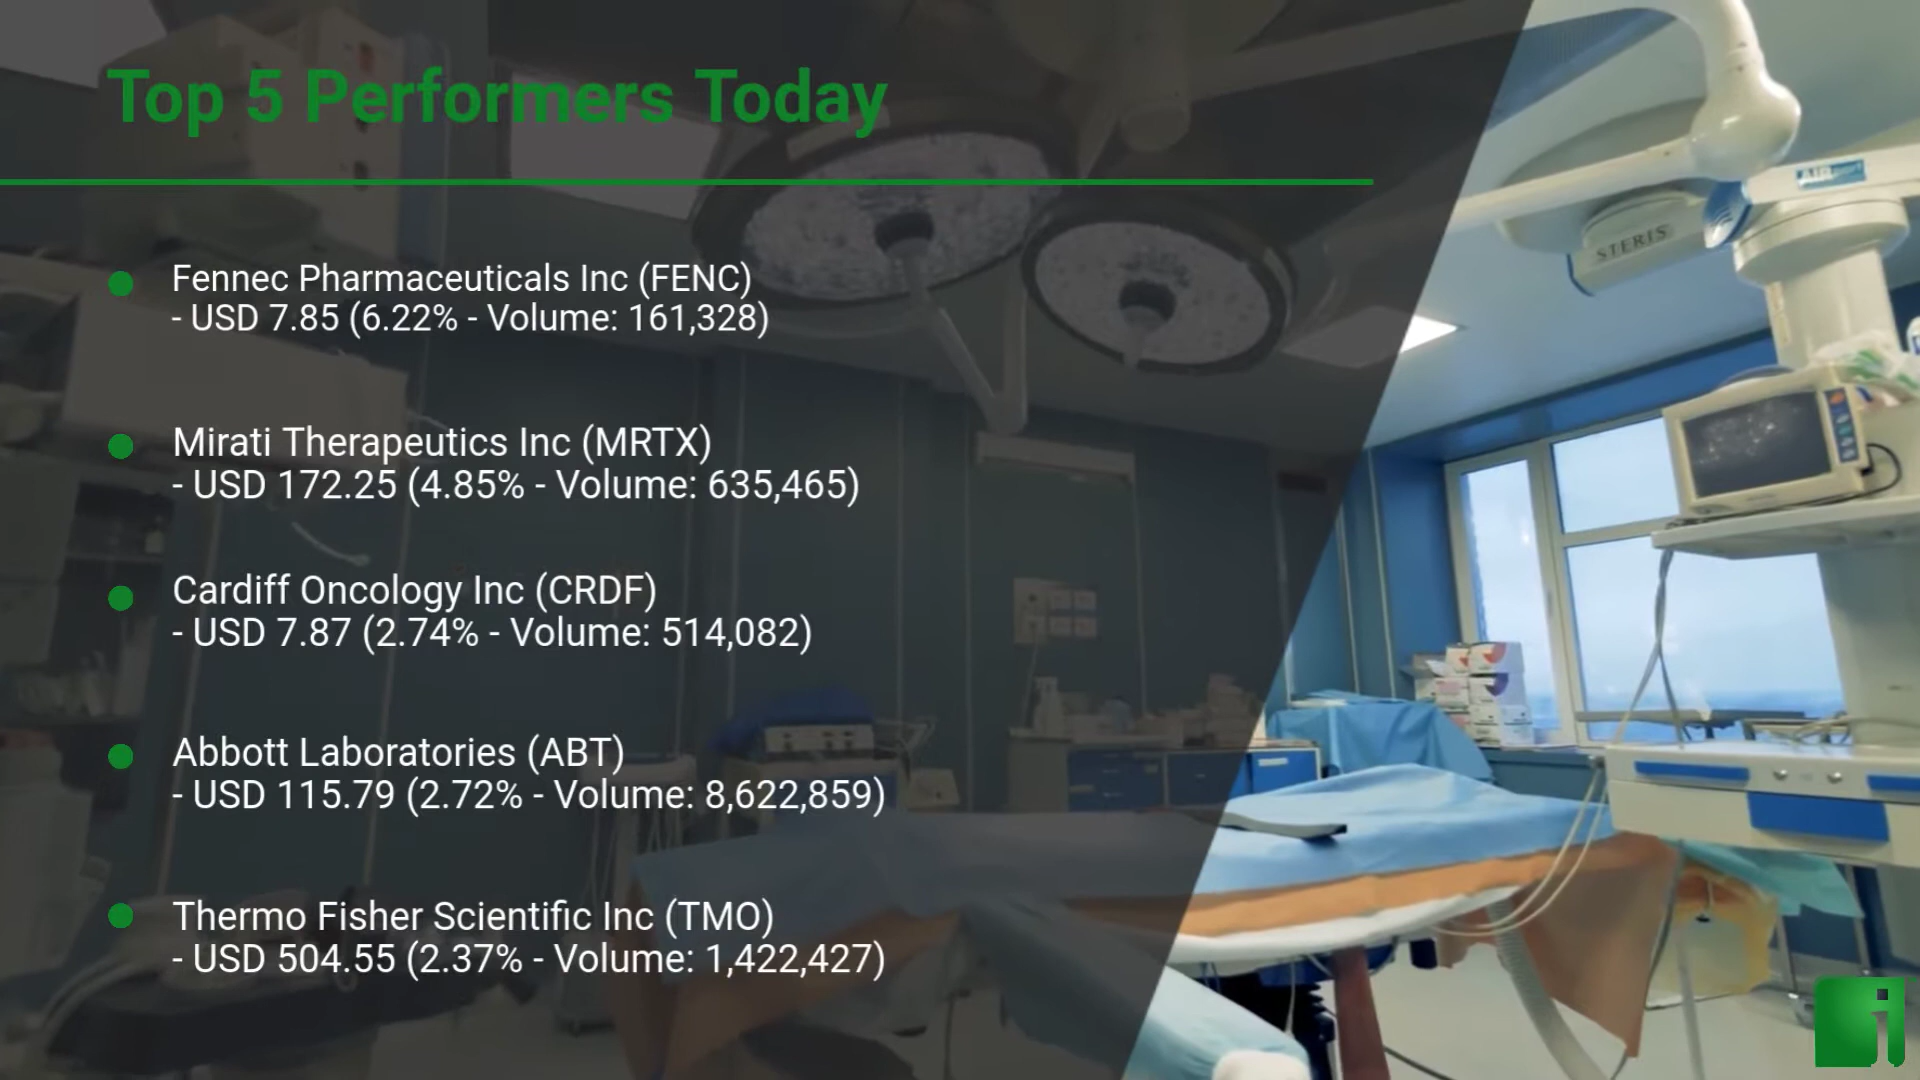 Top 5 Performers Today
Fennec Pharmaceuticals Inc (FENC)
- USD 7.85 (6.22% - Volume: 161,328)
Mirati Therapeutics Inc (MRTX)
- USD 172.25 (4.85% - Volume: 635,465)
Cardiff Oncology Inc (CRDF)
- USD 7.87 (2.74% - Volume: 514,082)
Abbott Laboratories (ABT)
- USD 115.79 (2.72% - Volume: 8,622,859)
Thermo Fisher Scientific Inc (TMO)
- USD 504.55 (2.37% - Volume: 1,422,427)
STERIS